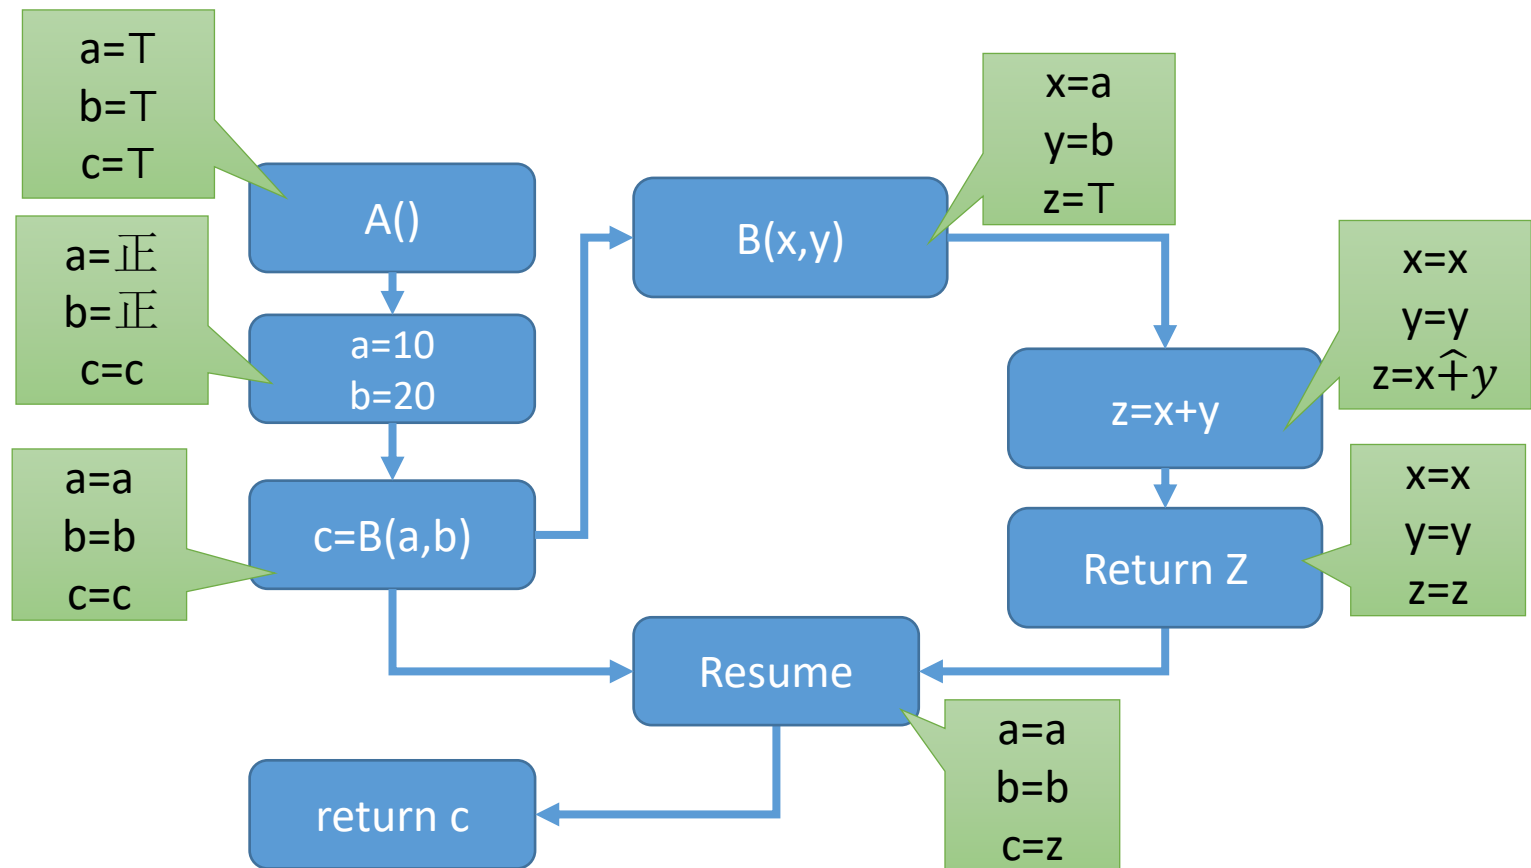 a=⊤
b=⊤
c=⊤
A()
a=正
b=正
c=c
a=10
b=20
a=a
b=b
c=c
c=B(a,b)
B(x,y)
x=a
y=b
z=⊤
z=x+y
x=x
y=y
z=x+̂y
Return Z
x=x
y=y
z=z
Resume
a=a
b=b
c=z
return c